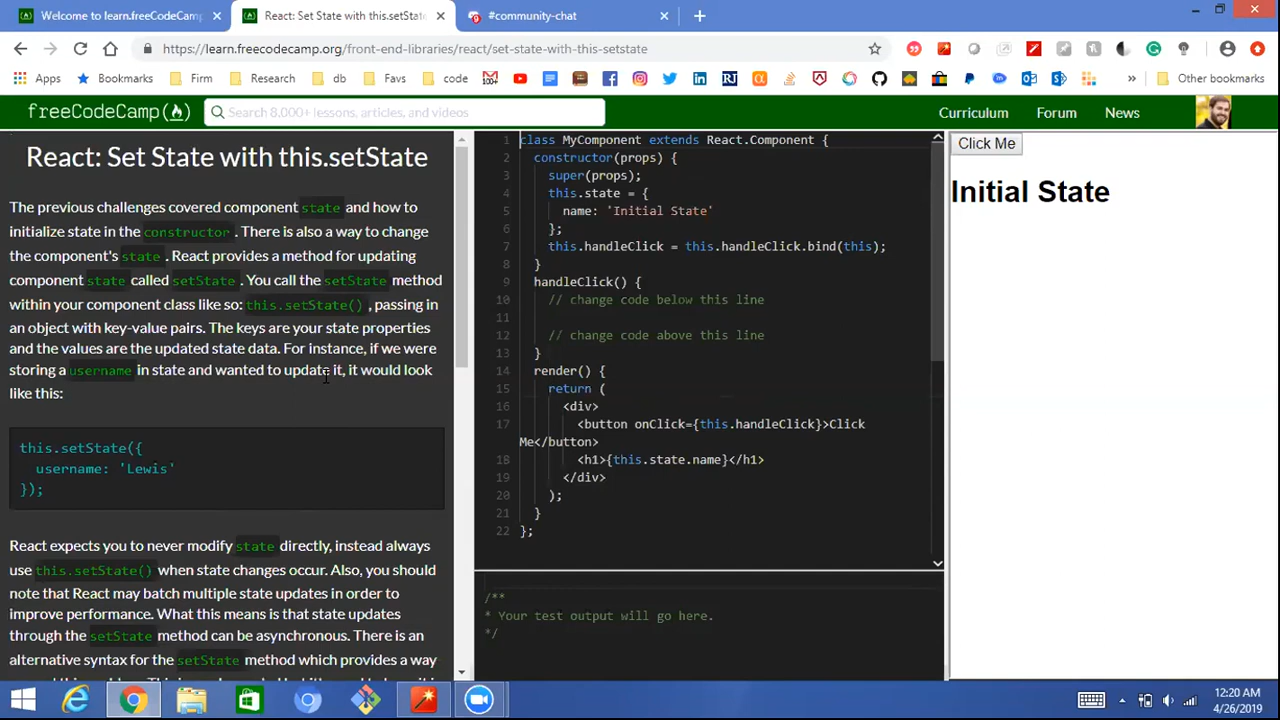 Welcome to learn.freeCodeCamp
React: Set State with this.setState
#community-chat
https://learn.freecodecamp.org/front-end-libraries/react/set-state-with-this-setstate
Apps Bookmarks Firm Research db Favs code 100+ Other bookmarks
freeCodeCamp Search 8,000+ lessons, articles, and videos Curriculum Forum News
React: Set State with this.setState
The previous challenges covered component state and how to
initialize state in the constructor . There is also a way to change
the component's state . React provides a method for updating
component state called setState . You call the setState method
within your component class like so: this.setState() , passing in
an object with key-value pairs. The keys are your state properties
and the values are the updated state data. For instance, if we were
storing a username in state and wanted to update it, it would look
like this:
this.setState({
username: 'Lewis'
});
React expects you to never modify state directly, instead always
use this.setState() when state changes occur. Also, you should
note that React may batch multiple state updates in order to
improve performance. What this means is that state updates
through the setState method can be asynchronous. There is an
alternative syntax for the setState method which provides a way
1 class MyComponent extends React.Component {
2 constructor(props) {
3 super(props);
4 this.state = {
5 name: 'Initial State'
6 };
7 this.handleClick = this.handleClick.bind(this);
8 }
9 handleClick() {
10 // change code below this line
11
12 // change code above this line
13 }
14 render() {
15 return (
16 <div>
17 <button onClick={this.handleClick}>Click
Me</button>
18 <h1>{this.state.name}</h1>
19 </div>
20 );
21 }
22 };
/**
* Your test output will go here.
*/
Click Me
Initial State
12:20 AM
4/26/2019